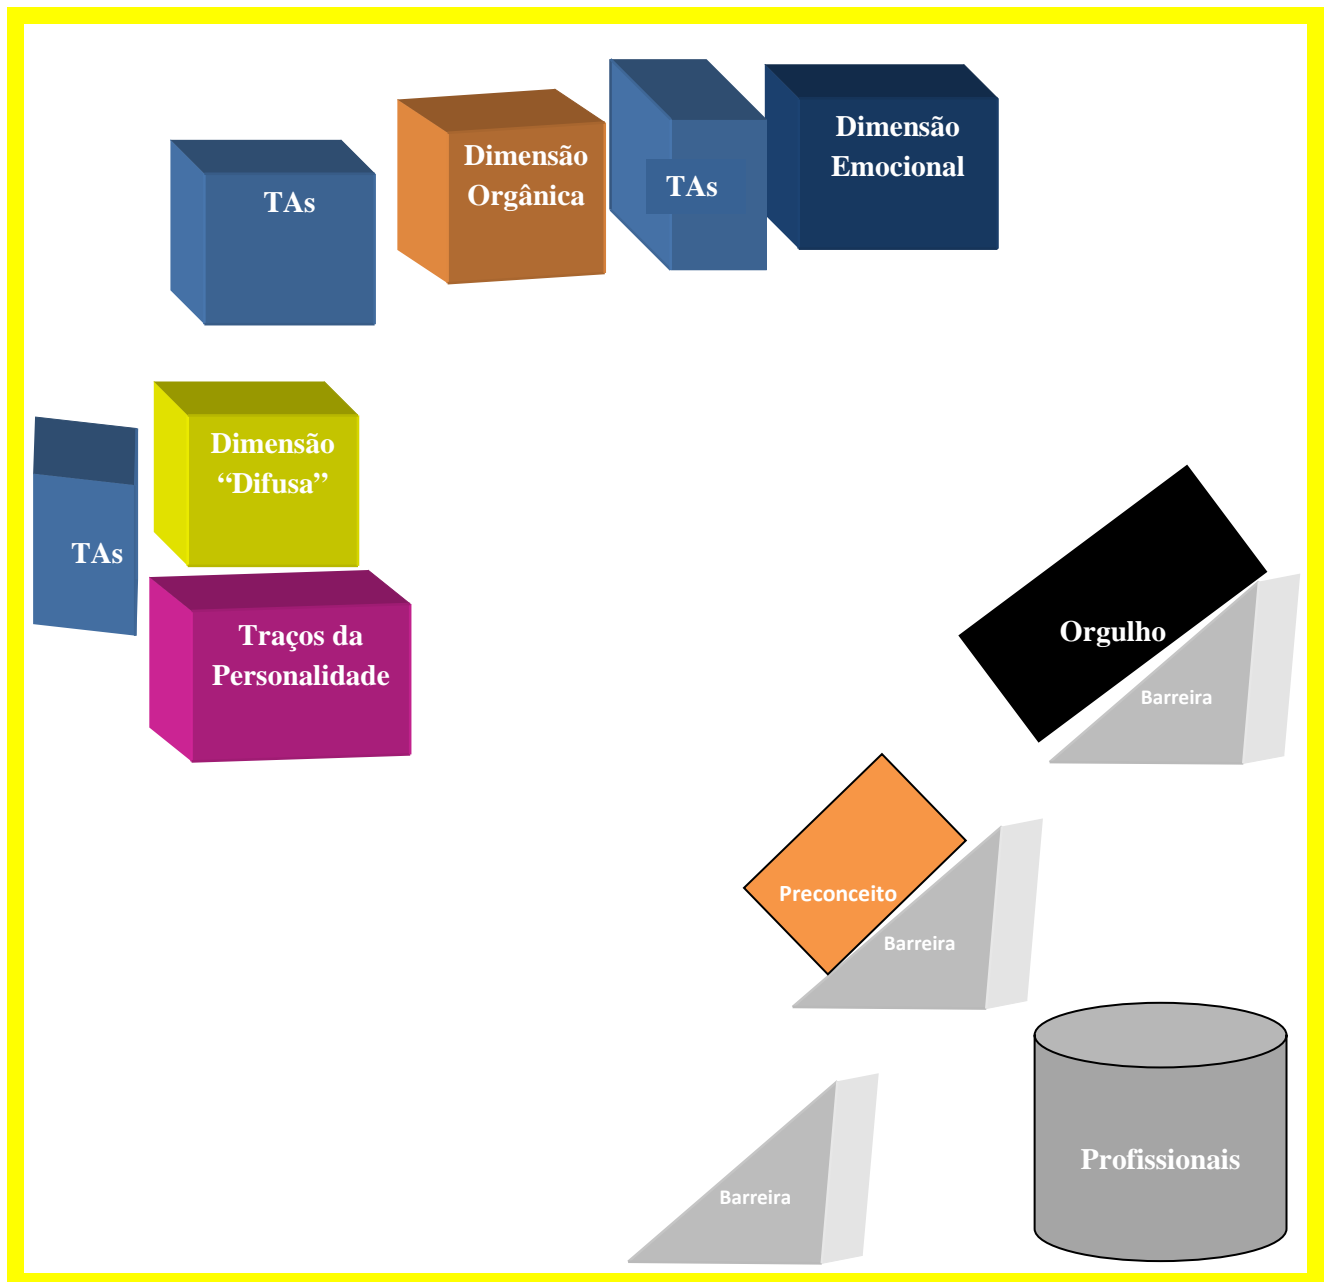 Dimensão
Emocional
Dimensão
Orgânica
TAs
TAs
Dimensão
“Difusa”
TAs
Traços da
Personalidade
Orgulho
Barreira
Preconceito
Barreira
Profissionais
Barreira